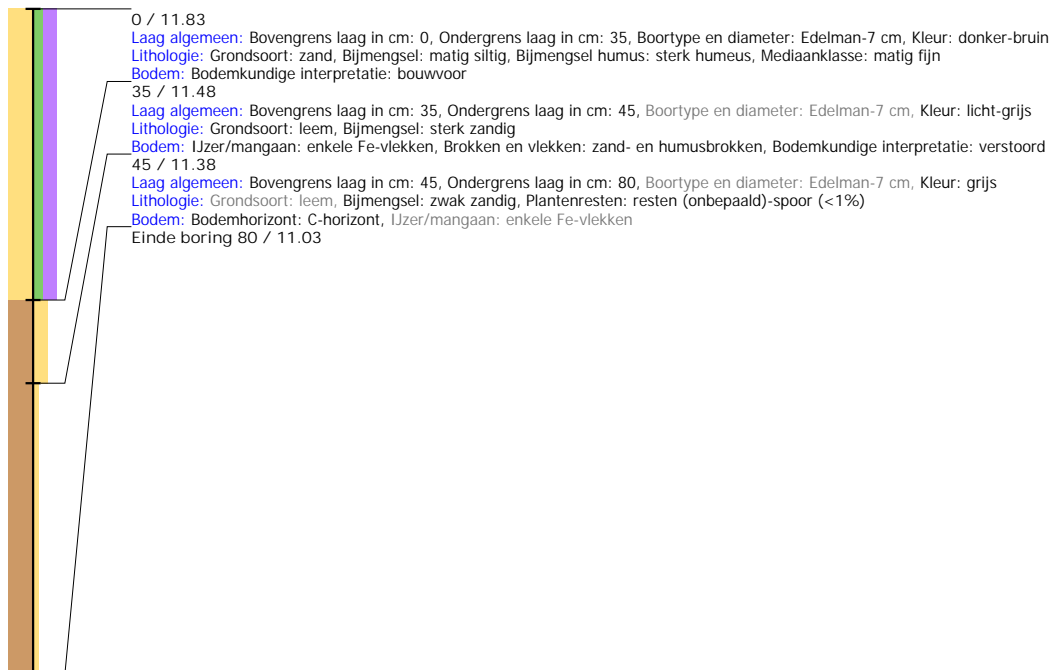 0 / 11.83
Laag algemeen: Bovengrens laag in cm: 0, Ondergrens laag in cm: 35, Boortype en diameter: Edelman-7 cm, Kleur: donker-bruin
Lithologie: Grondsoort: zand, Bijmengsel: matig siltig, Bijmengsel humus: sterk humeus, Mediaanklasse: matig fijn
Bodem: Bodemkundige interpretatie: bouwvoor
35 / 11.48
Laag algemeen: Bovengrens laag in cm: 35, Ondergrens laag in cm: 45, Boortype en diameter: Edelman-7 cm, Kleur: licht-grijs
Lithologie: Grondsoort: leem, Bijmengsel: sterk zandig
Bodem: IJzer/mangaan: enkele Fe-vlekken, Brokken en vlekken: zand- en humusbrokken, Bodemkundige interpretatie: verstoord
45 / 11.38
Laag algemeen: Bovengrens laag in cm: 45, Ondergrens laag in cm: 80, Boortype en diameter: Edelman-7 cm, Kleur: grijs
Lithologie: Grondsoort: leem, Bijmengsel: zwak zandig, Plantenresten: resten (onbepaald)-spoor (<1%)
Bodem: Bodemhorizont: C-horizont, IJzer/mangaan: enkele Fe-vlekken
Einde boring 80 / 11.03